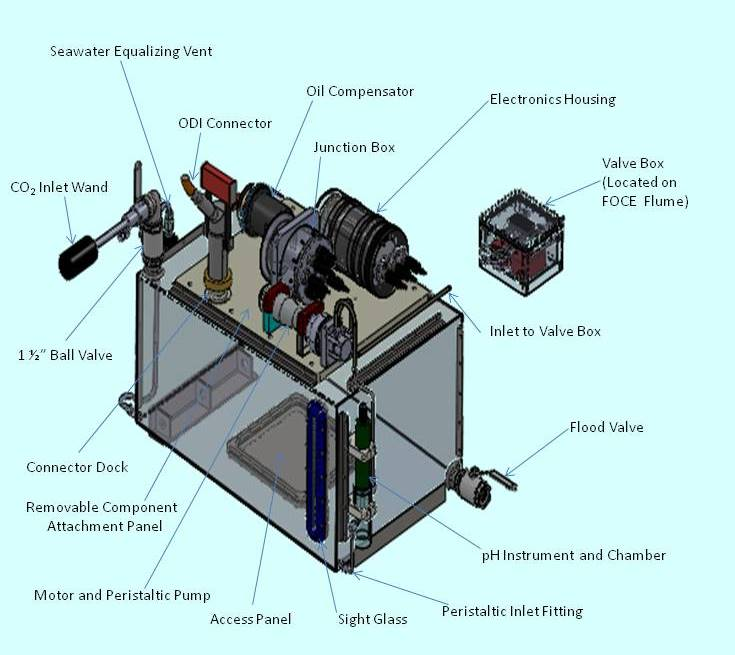 Seawater Equalizing Vent
Oil Compensator
Electronics Housing
ODI Connector
Junction Box
Valve Box
(Located on
FOCE Flume)
CO₂ Inlet Wand
Inlet to Valve Box
1 ½” Ball Valve
Flood Valve
Connector Dock
Removable Component
Attachment Panel
pH Instrument and Chamber
Motor and Peristaltic Pump
Access Panel
Sight Glass
Peristaltic Inlet Fitting